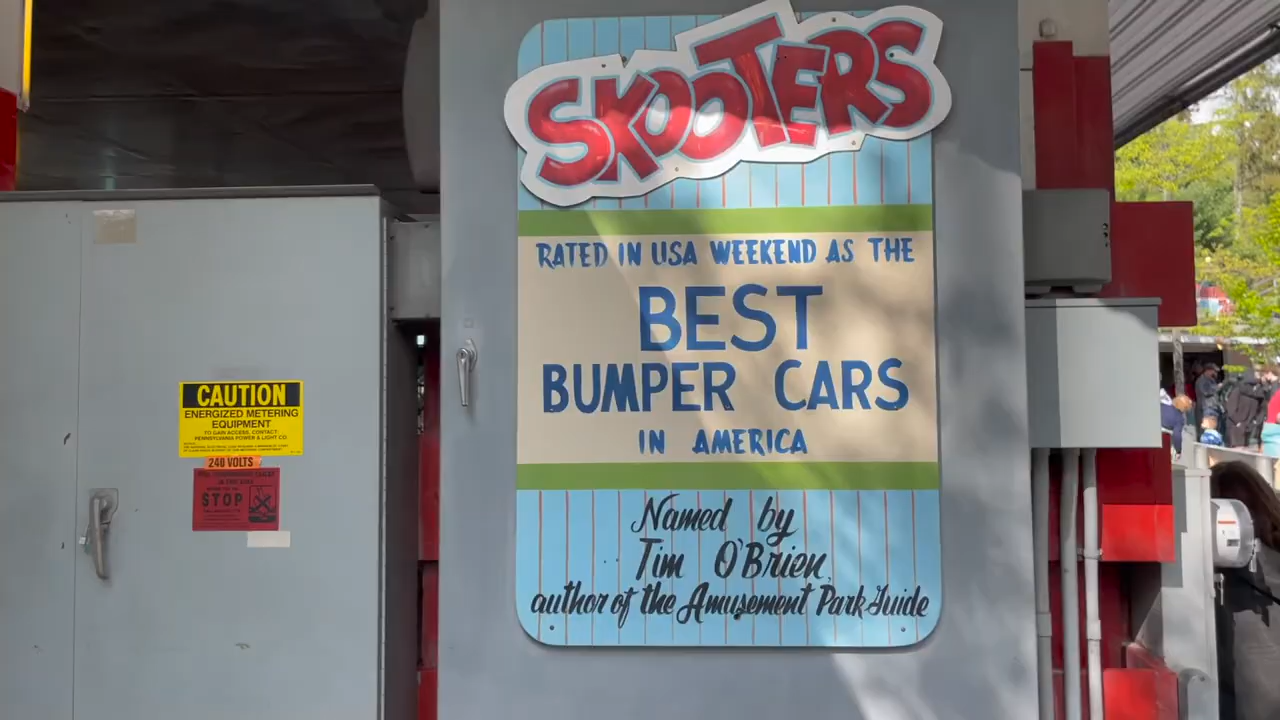 SKOOTERS
RATED IN USA WEEKEND AS THE
BEST
BUMPER CARS
IN AMERICA
Named by
Tim O'Brien,
author of the Amusement Park Guide
CAUTION
ENERGIZED METERING
EQUIPMENT
TO GAIN ACCESS, CONTACT
PENNSYLVANIA POWER & LIGHT CO
240 VOLTS
STOP